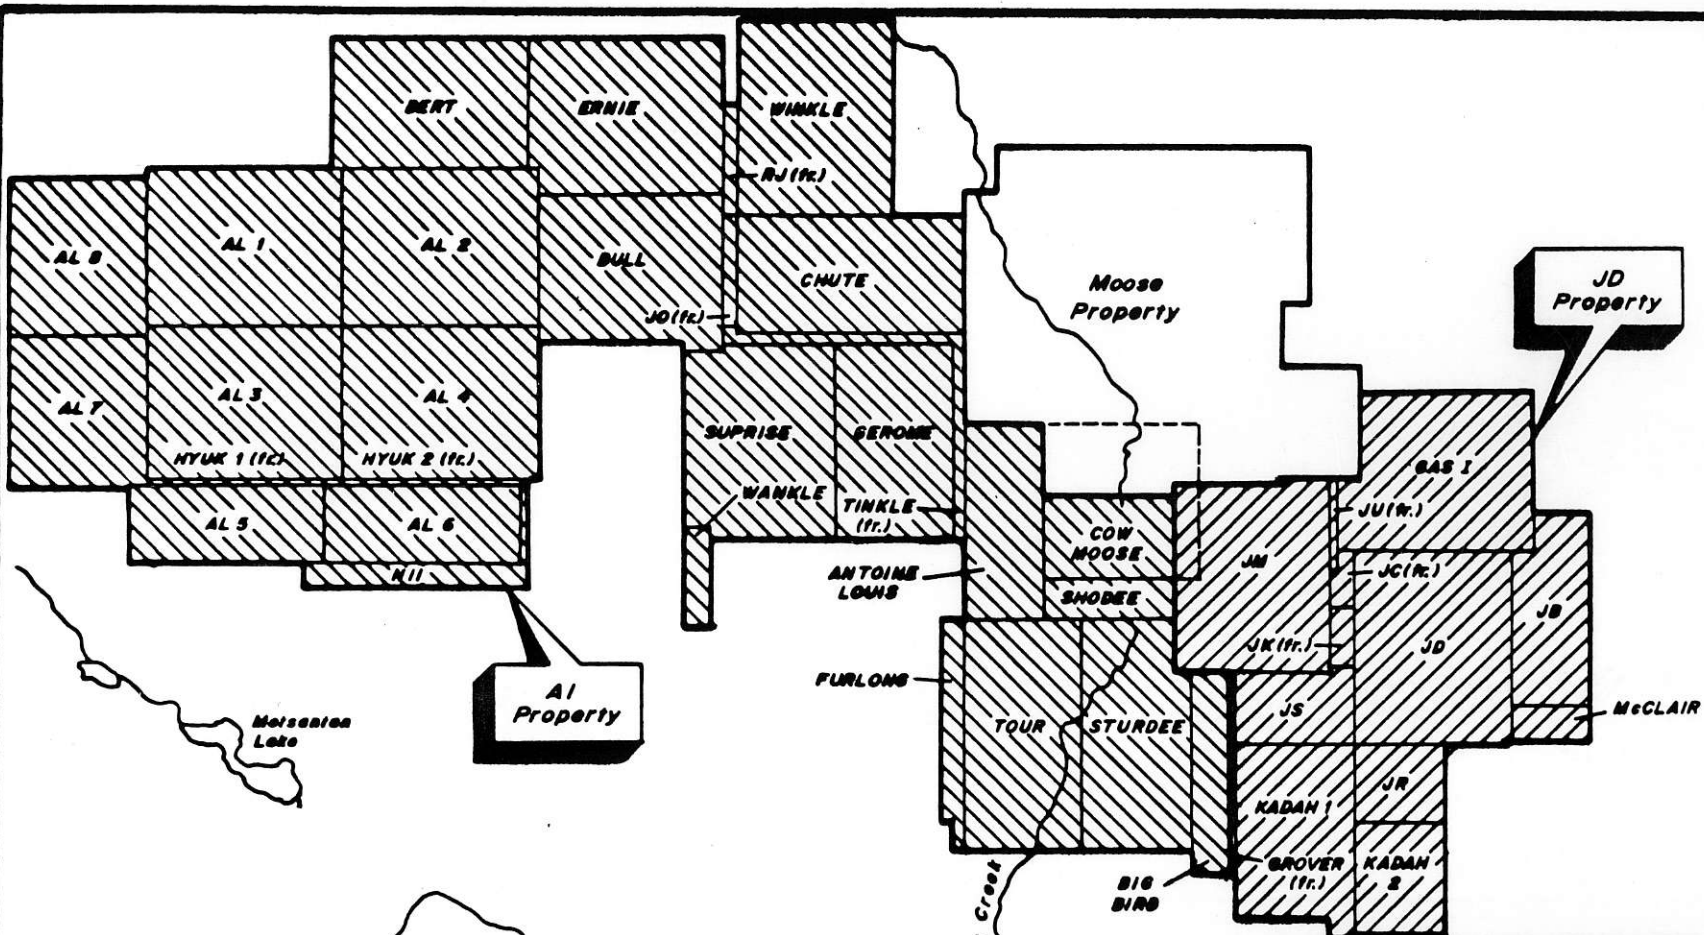 BERT
ERNIE
WINKLE
RJ (fr.)
AL 8
AL 1
AL 2
BULL
CHUTE
JO (fr.)
Moose
Property
JD
Property
AL 7
AL 3
AL 4
HYUK 1 (fr.)
HYUK 2 (fr.)
SUPRISE
GEROME
WANKLE
TINKLE
(fr.)
GAS I
JU (fr.)
AL 5
AL 6
COW
MOOSE
JM
JC (fr.)
ANTOINE
LOUIS
SHODEE
JB
JK (fr.)
JD
FURLONG
Al
Property
Metsantan
Lake
TOUR
STURDEE
JS
McCLAIR
JR
KADAH 1
GROVER
(fr.)
KADAH
2
BIG
BIRD
Creek